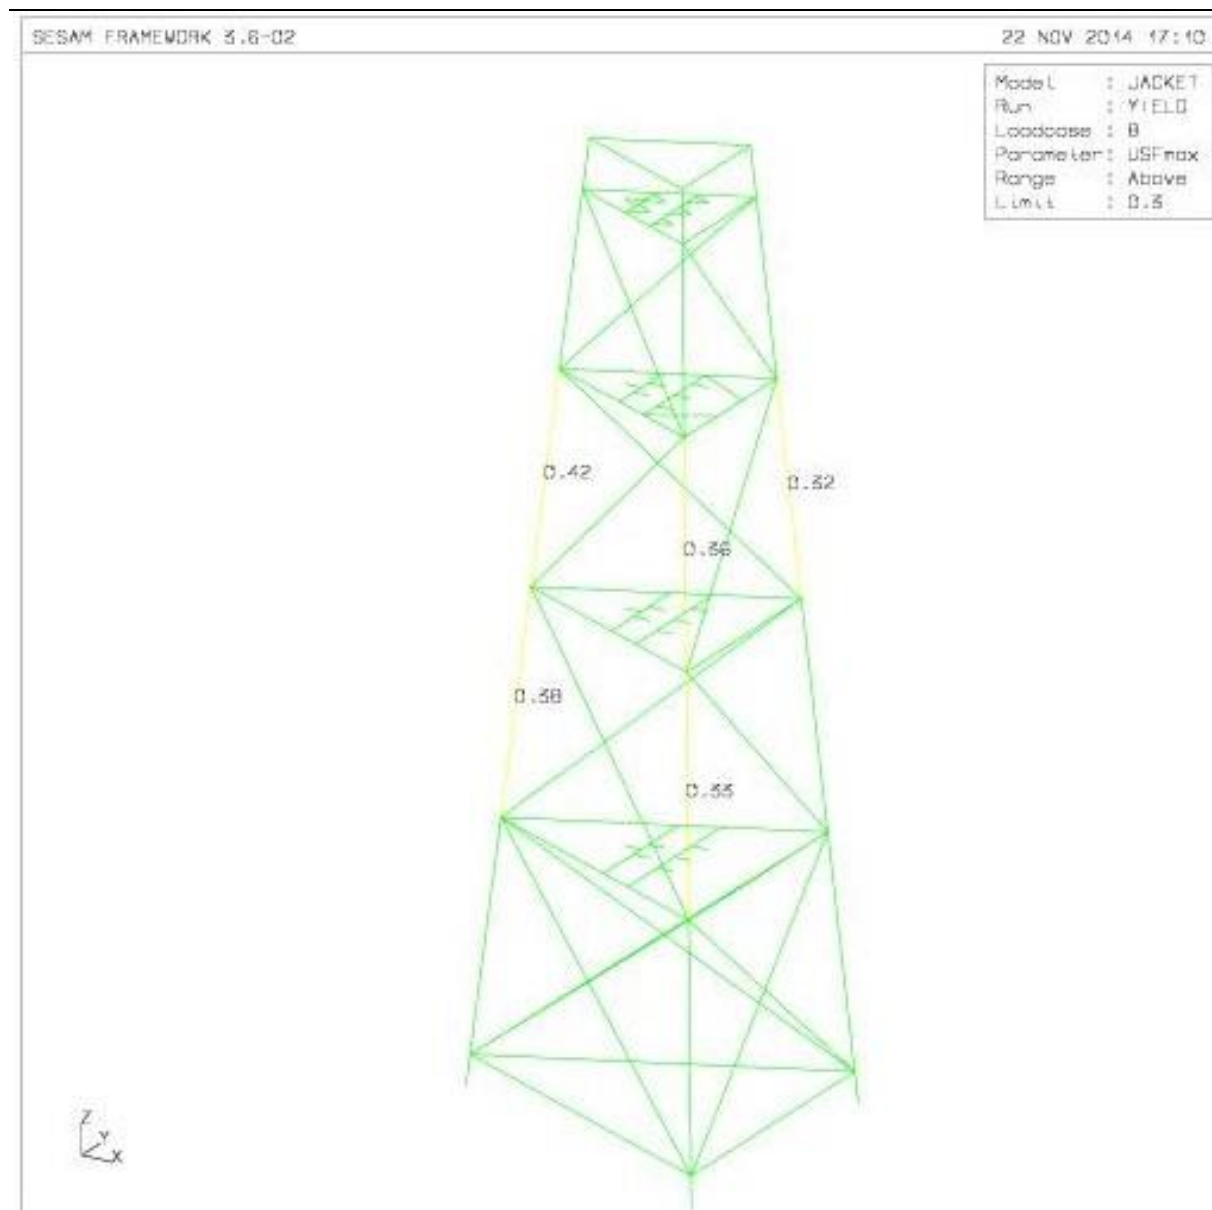 SESAM FRAMEWORK 3.6-02
22 NOV 2014 17:10
Model : JACKET
Run : YIELD
Loadcase : 8
Parameter: USFmax
Range : Above
Limit : 0.3
0.42
0.32
0.36
0.38
0.33
Z
Y
X